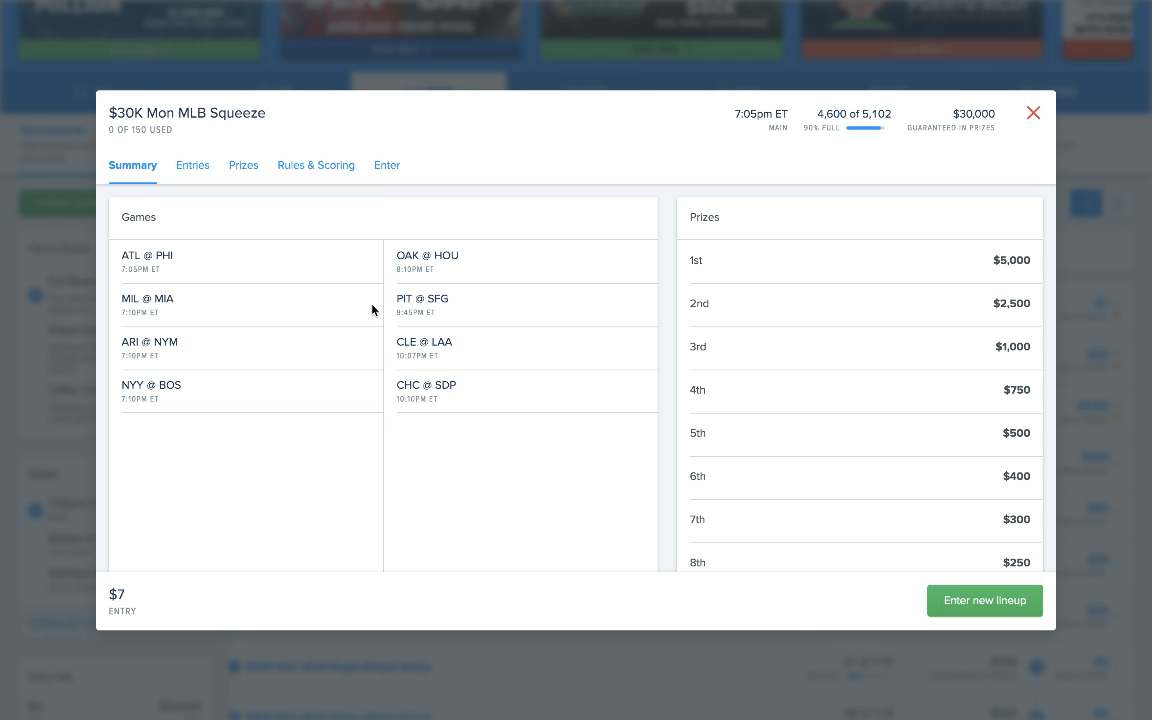 $30K Mon MLB Squeeze
0 OF 150 USED
7:05pm ET
MAIN
4,600 of 5,102
90% FULL
$30,000
GUARANTEED IN PRIZES
Summary
Entries
Prizes
Rules & Scoring
Enter
Games
ATL @ PHI
7:05PM ET
MIL @ MIA
7:10PM ET
ARI @ NYM
7:10PM ET
NYY @ BOS
7:10PM ET
OAK @ HOU
8:10PM ET
PIT @ SFG
9:45PM ET
CLE @ LAA
10:07PM ET
CHC @ SDP
10:10PM ET
Prizes
1st $5,000
2nd $2,500
3rd $1,000
4th $750
5th $500
6th $400
7th $300
8th $250
$7
ENTRY
Enter new lineup